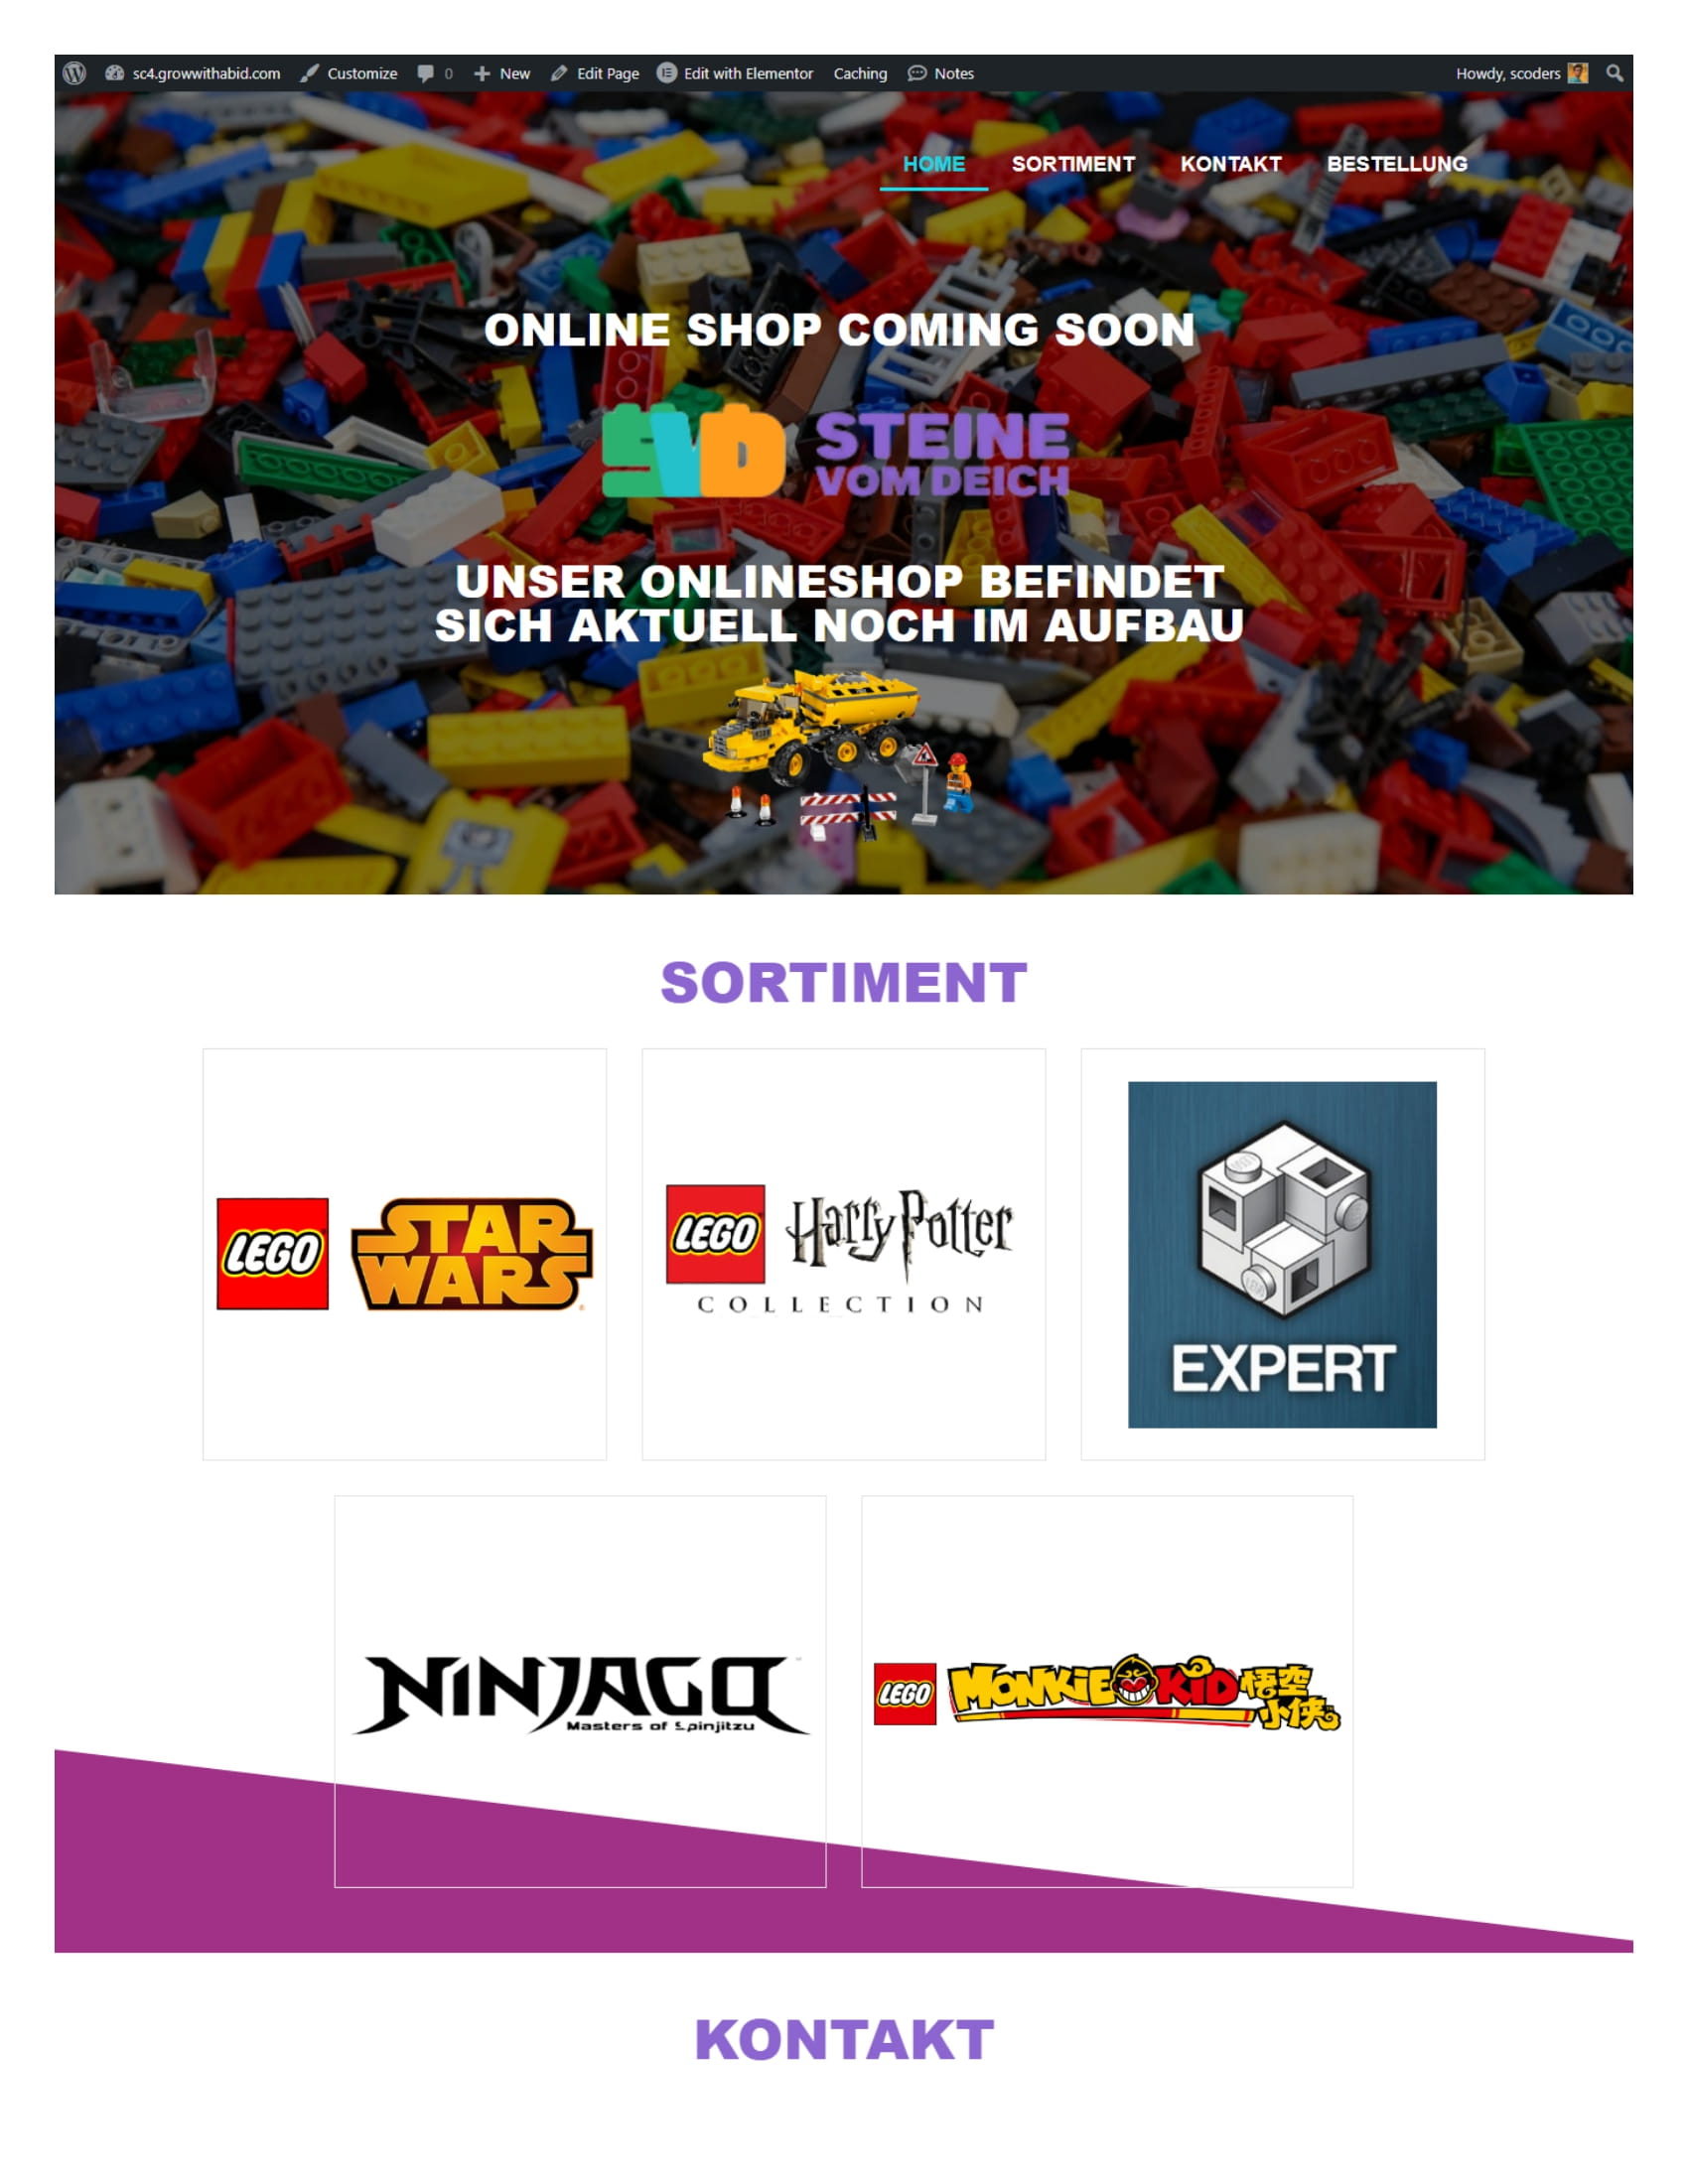 sc4.growwithabid.com Customize 0 New Edit Page Edit with Elementor Caching Notes Howdy, scoders
HOME SORTIMENT KONTAKT BESTELLUNG
ONLINE SHOP COMING SOON
SVD STEINE
VOM DEICH
UNSER ONLINESHOP BEFINDET
SICH AKTUELL NOCH IM AUFBAU
SORTIMENT
LEGO STAR
WARS
LEGO Harry Potter
COLLECTION
EXPERT
NINJAGO
Masters of Spinjitzu
LEGO MONKIE KID 悟空
小侠
KONTAKT